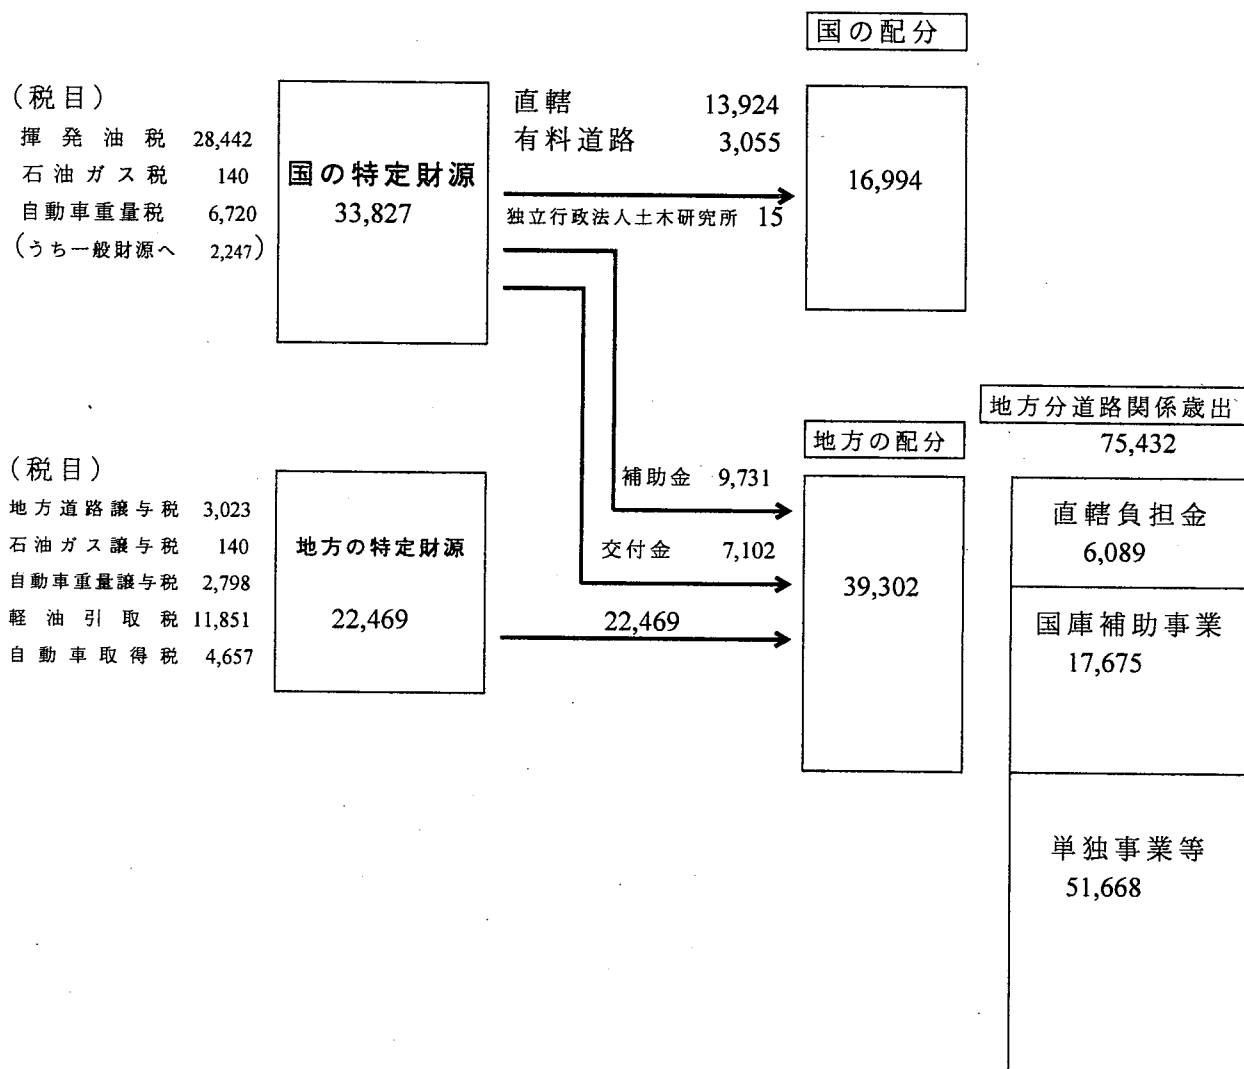 国の配分
(税目)
揮発油税 28,442
石油ガス税 140
自動車重量税 6,720
(うち一般財源へ 2,247)
国の特定財源
33,827
直轄 13,924
有料道路 3,055
独立行政法人土木研究所 15
16,994
地方分道路関係歳出
75,432
地方の配分
(税目)
地方道路譲与税 3,023
石油ガス譲与税 140
自動車重量譲与税 2,798
軽油引取税 11,851
自動車取得税 4,657
地方の特定財源
22,469
補助金 9,731
交付金 7,102
22,469
39,302
直轄負担金
6,089
国庫補助事業
17,675
単独事業等
51,668